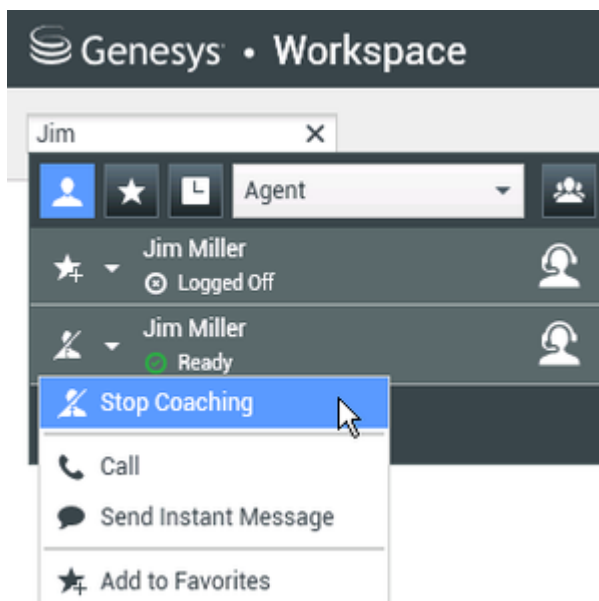 Genesys • Workspace
Jim
Agent
Jim Miller
Logged Off
Jim Miller
Ready
Stop Coaching
Call
Send Instant Message
Add to Favorites